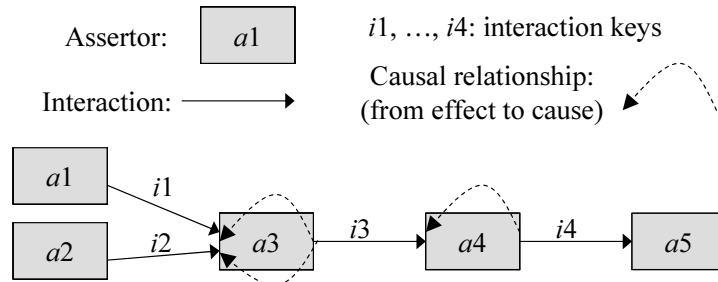 Assertor: a1
i1, …, i4: interaction keys
Interaction:
Causal relationship:
(from effect to cause)
a1
i1
a2
i2
a3
i3
a4
i4
a5